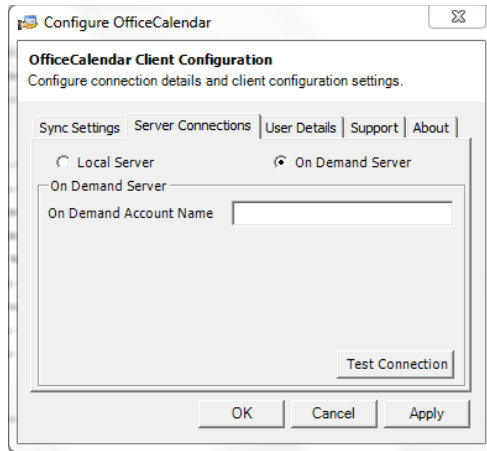 Configure OfficeCalendar
OfficeCalendar Client Configuration
Configure connection details and client configuration settings.
Sync Settings Server Connections User Details Support About
Local Server On Demand Server
On Demand Server
On Demand Account Name
Test Connection
OK Cancel Apply